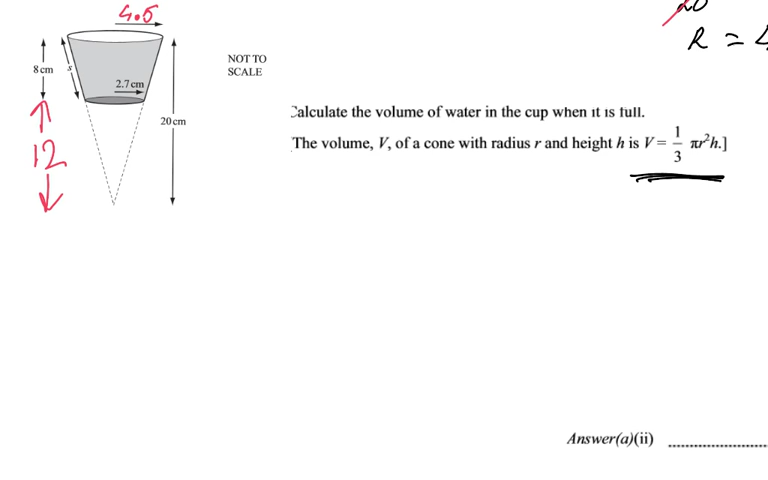 4.5
20
R = 4
8 cm
s
NOT TO
SCALE
2.7 cm
20 cm
Calculate the volume of water in the cup when it is full.
[The volume, V, of a cone with radius r and height h is V = 1/3 πr²h.]
12
Answer(a)(ii) ........................